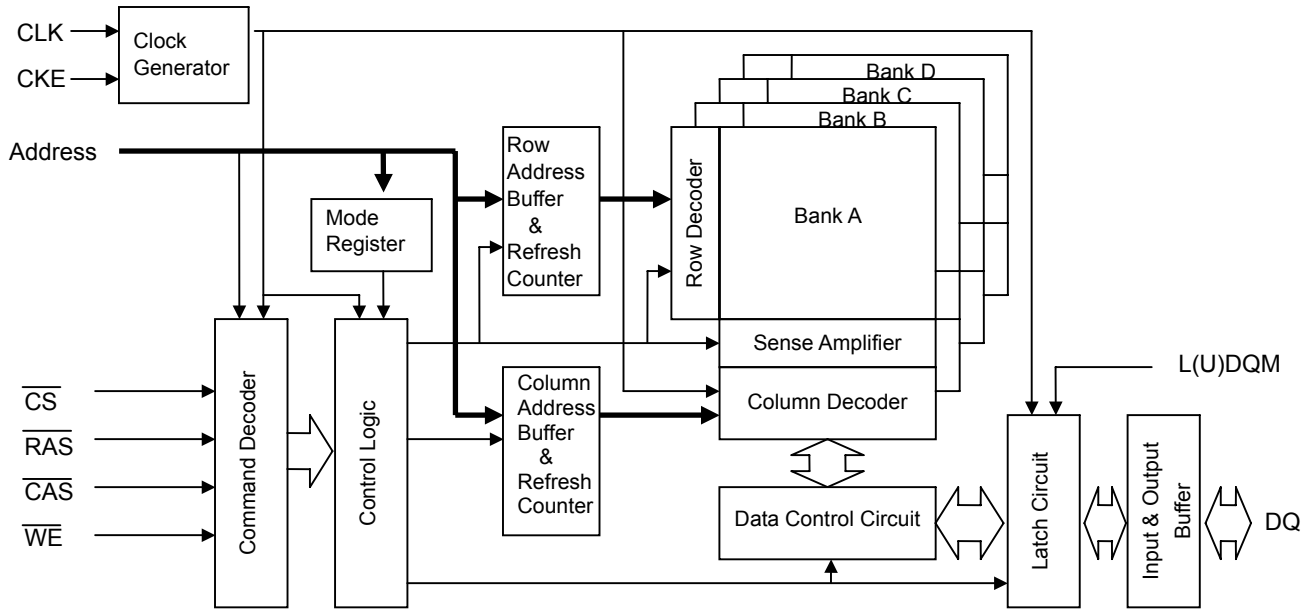 CLK
CKE
Clock
Generator
Bank D
Bank C
Bank B
Address
Row
Address
Buffer
&
Refresh
Counter
Row Decoder
Bank A
Mode
Register
Sense Amplifier
Column Decoder
L(U)DQM
CS
RAS
CAS
WE
Command Decoder
Control Logic
Column
Address
Buffer
&
Refresh
Counter
Data Control Circuit
Latch Circuit
Input & Output
Buffer
DQ